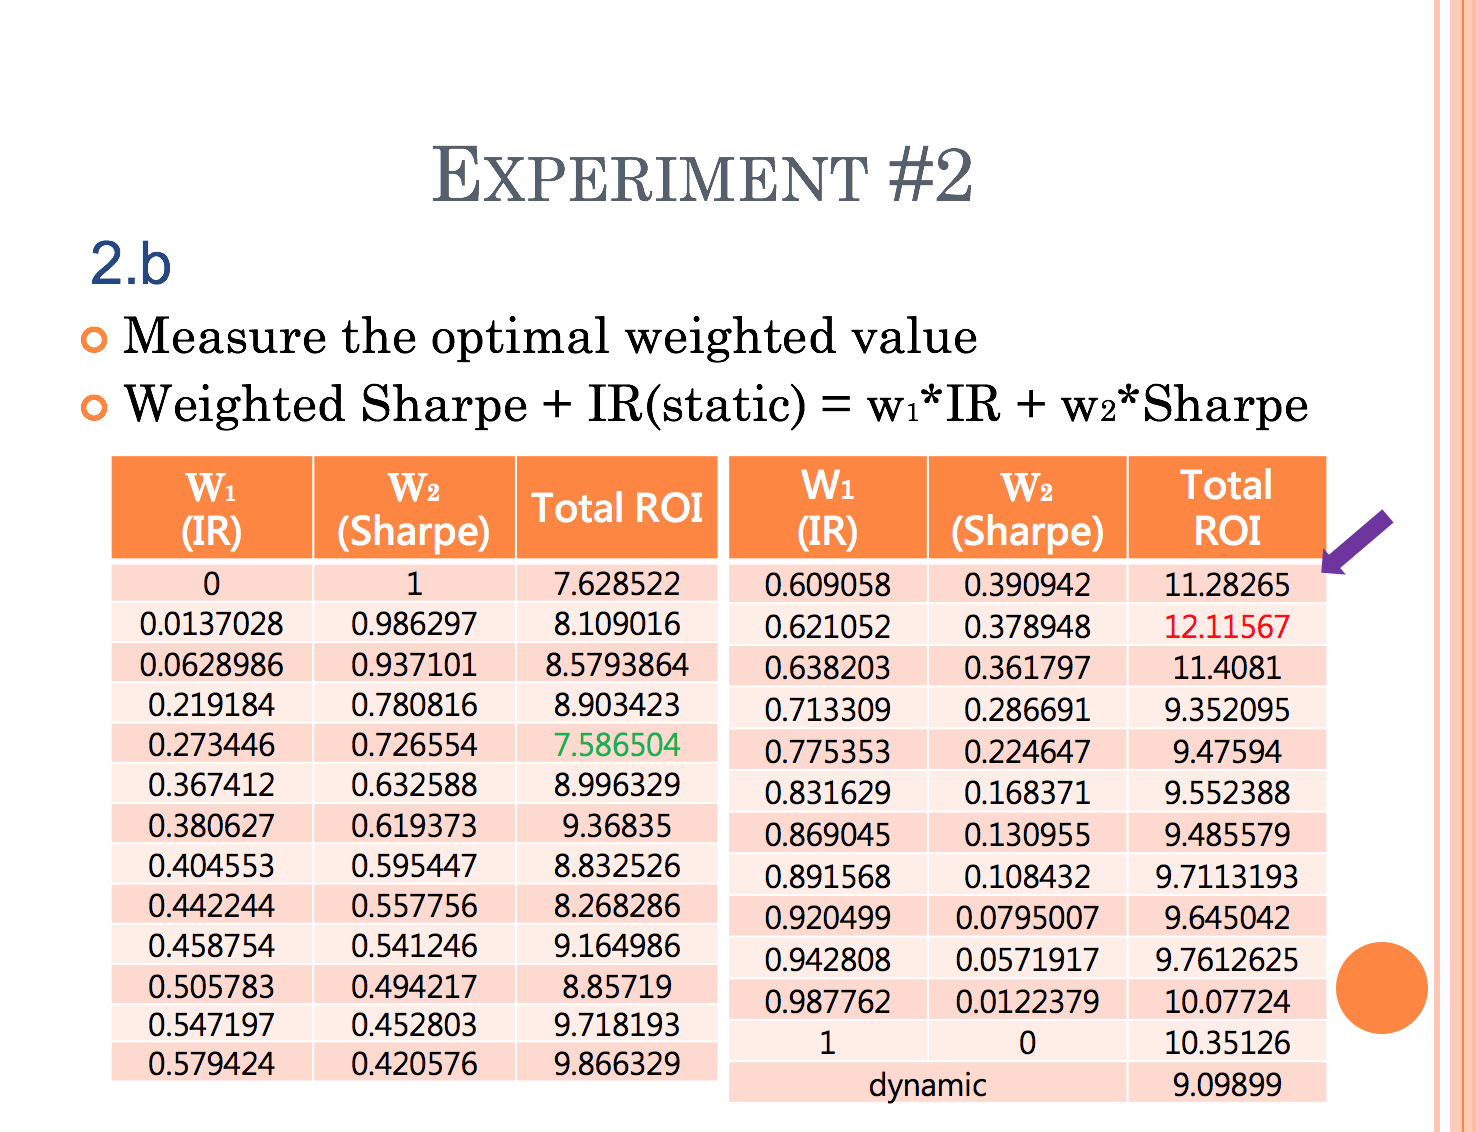 EXPERIMENT #2
2.b
Measure the optimal weighted value
Weighted Sharpe + IR(static) = w1*IR + w2*Sharpe
W1 (IR) W2 (Sharpe) Total ROI
0 1 7.628522
0.0137028 0.986297 8.109016
0.0628986 0.937101 8.5793864
0.219184 0.780816 8.903423
0.273446 0.726554 7.586504
0.367412 0.632588 8.996329
0.380627 0.619373 9.36835
0.404553 0.595447 8.832526
0.442244 0.557756 8.268286
0.458754 0.541246 9.164986
0.505783 0.494217 8.85719
0.547197 0.452803 9.718193
0.579424 0.420576 9.866329
W1 (IR) W2 (Sharpe) Total ROI
0.609058 0.390942 11.28265
0.621052 0.378948 12.11567
0.638203 0.361797 11.4081
0.713309 0.286691 9.352095
0.775353 0.224647 9.47594
0.831629 0.168371 9.552388
0.869045 0.130955 9.485579
0.891568 0.108432 9.7113193
0.920499 0.0795007 9.645042
0.942808 0.0571917 9.7612625
0.987762 0.0122379 10.07724
1 0 10.35126
dynamic 9.09899